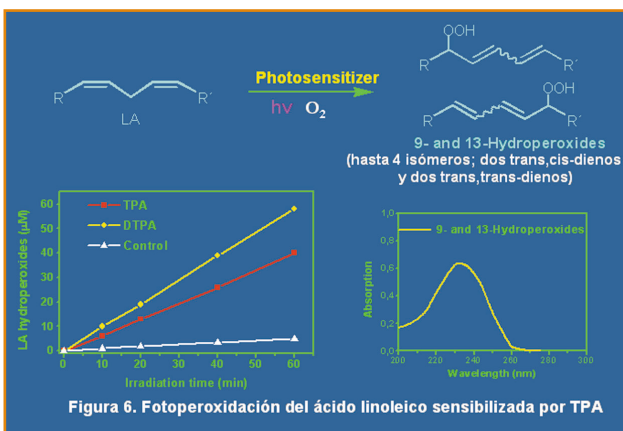 OOH
R
R´
Photosensitizer
R
R´
LA
hν O₂
OOH
R
R´
9- and 13-Hydroperoxides
(hasta 4 isómeros; dos trans,cis-dienos
y dos trans,trans-dienos)
LA hydroperoxides (µM)
60
50
40
30
20
10
0
TPA
DTPA
Control
0 10 20 30 40 50 60
Irradiation time (min)
Absorption
1,0
0,8
0,6
0,4
0,2
0,0
9- and 13-Hydroperoxides
200 220 240 260 280 300
Wavelength (nm)
Figura 6. Fotoperoxidación del ácido linoleico sensibilizada por TPA